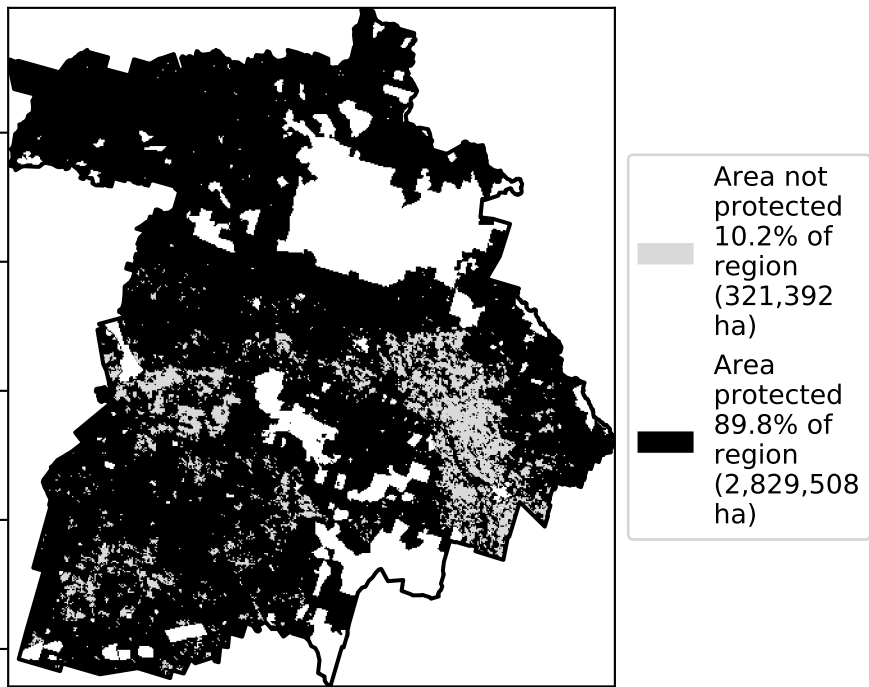 Area not
protected
10.2% of
region
(321,392
ha)
Area
protected
89.8% of
region
(2,829,508
ha)